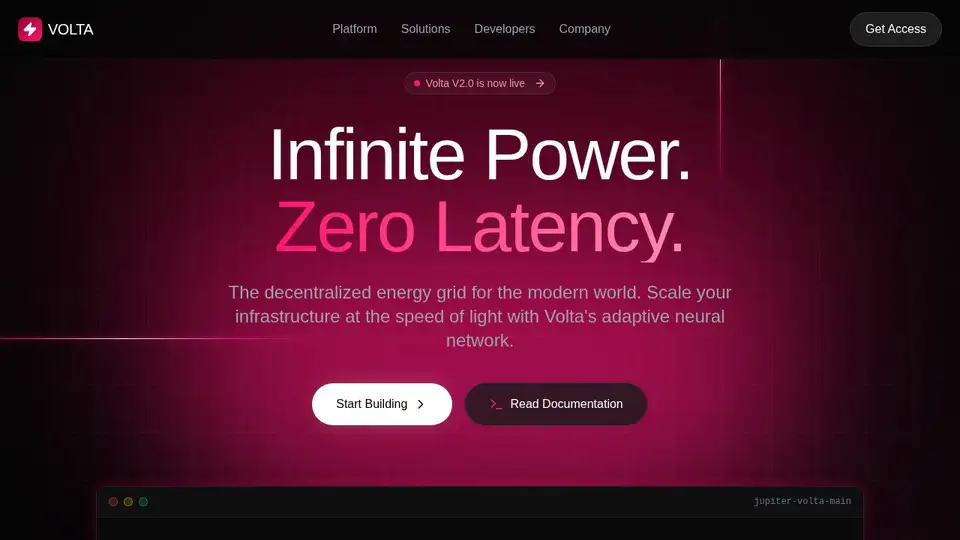 VOLTA
Platform
Solutions
Developers
Company
Get Access
Volta V2.0 is now live
Infinite Power.
Zero Latency.
The decentralized energy grid for the modern world. Scale your
infrastructure at the speed of light with Volta's adaptive neural
network.
Start Building
Read Documentation
jupiter-volta-main